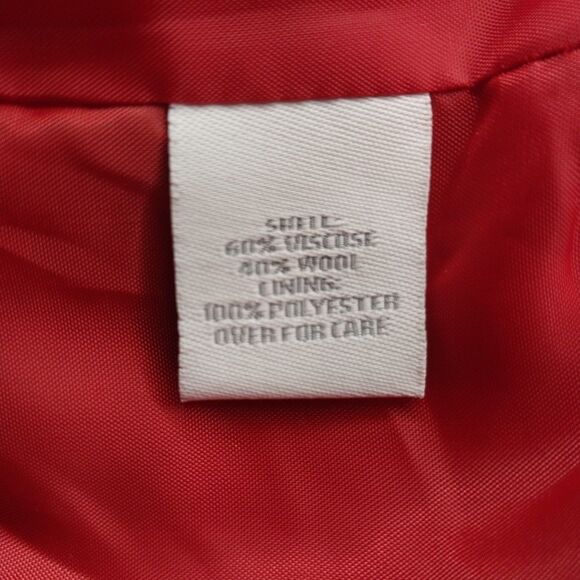 SHELL:
60% VISCOSE
40% WOOL
LINING:
100% POLYESTER
OVER FOR CARE